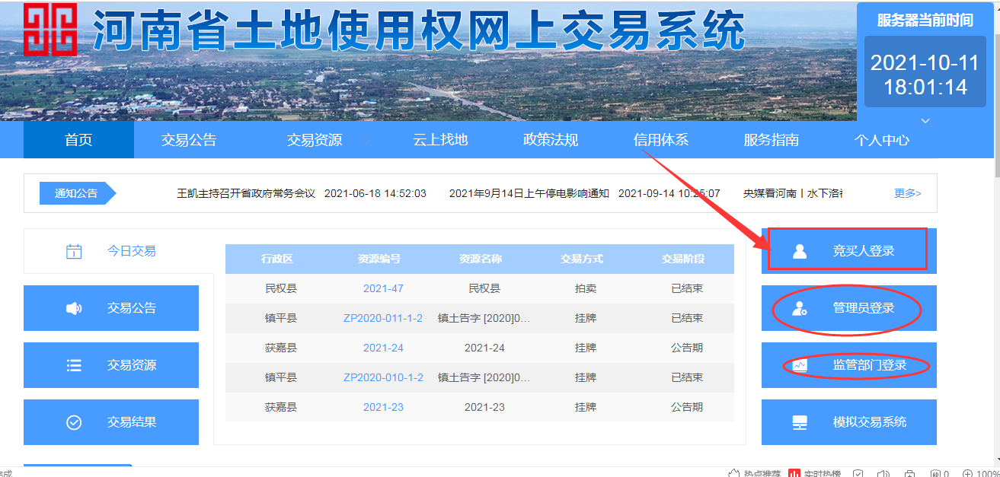 河南省土地使用权网上交易系统
服务器当前时间
2021-10-11
18:01:14
首页 交易公告 交易资源 云上找地 政策法规 信用体系 服务指南 个人中心
通知公告 王凯主持召开省政府常务会议 2021-06-18 14:52:03 2021年9月14日上午停电影响通知 2021-09-14 10:25:07 央媒看河南丨水下洛 更多>
今日交易
交易公告
交易资源
交易结果
行政区 资源编号 资源名称 交易方式 交易阶段
民权县 2021-47 民权县 拍卖 已结束
镇平县 ZP2020-011-1-2 镇土告字 [2020]0... 挂牌 已结束
获嘉县 2021-24 2021-24 挂牌 公告期
镇平县 ZP2020-010-1-2 镇土告字 [2020]0... 挂牌 已结束
获嘉县 2021-23 2021-23 挂牌 公告期
竞买人登录
管理员登录
监管部门登录
模拟交易系统
完成 热点推荐 实时热榜 0 100%